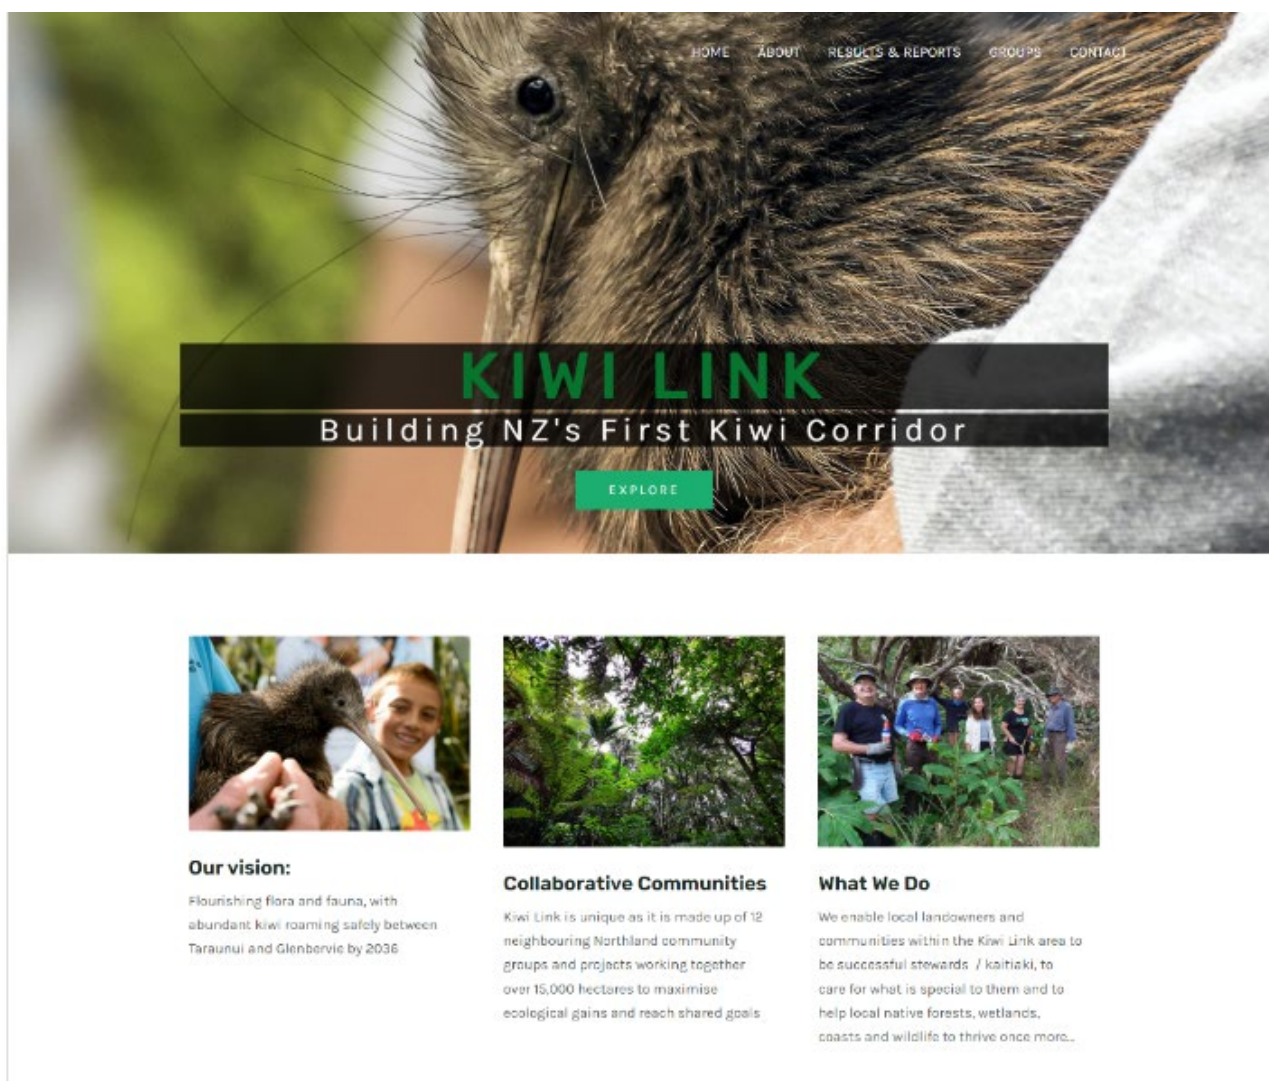 HOME ABOUT RESULTS & REPORTS GROUPS CONTACT
KIWI LINK
Building NZ's First Kiwi Corridor
EXPLORE
Our vision:
Flourishing flora and fauna, with
abundant kiwi roaming safely between
Taraunui and Glenbervie by 2036
Collaborative Communities
Kiwi Link is unique as it is made up of 12
neighbouring Northland community
groups and projects working together
over 15,000 hectares to maximise
ecological gains and reach shared goals
What We Do
We enable local landowners and
communities within the Kiwi Link area to
be successful stewards / kaitiaki, to
care for what is special to them and to
help local native forests, wetlands,
coasts and wildlife to thrive once more...